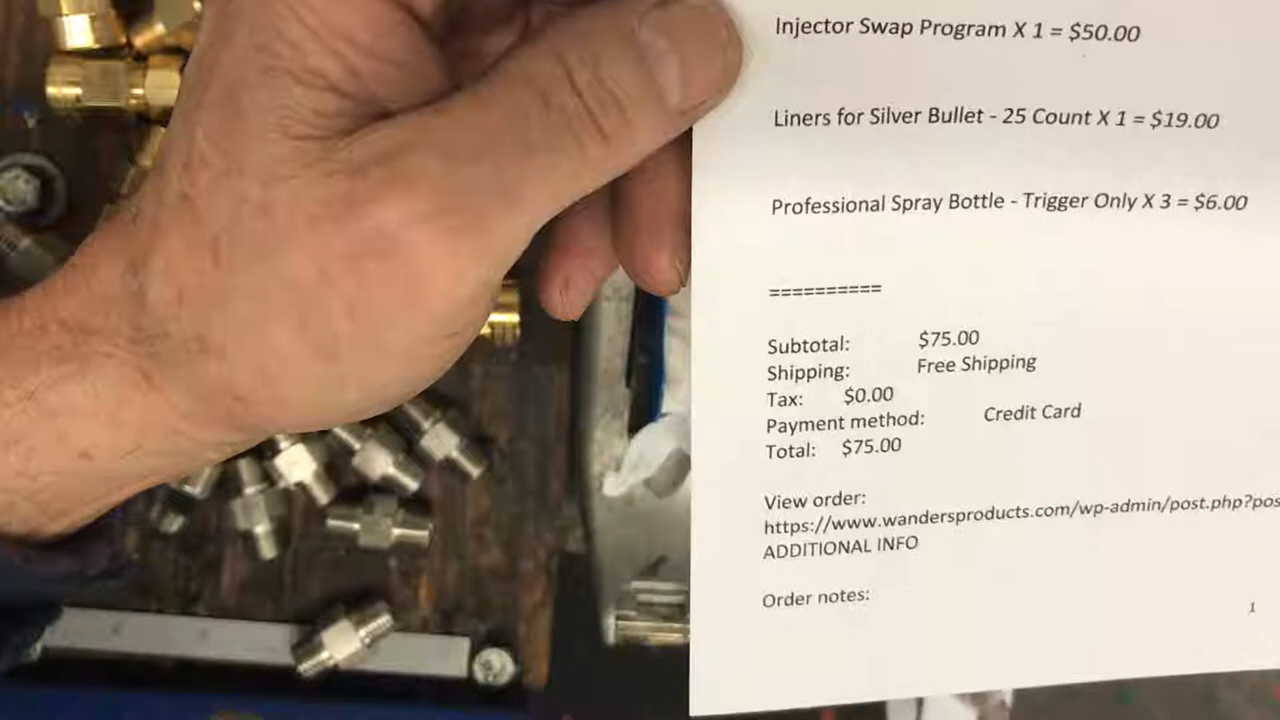 Injector Swap Program X 1 = $50.00
Liners for Silver Bullet - 25 Count X 1 = $19.00
Professional Spray Bottle - Trigger Only X 3 = $6.00
==========
Subtotal: $75.00
Shipping: Free Shipping
Tax: $0.00
Payment method: Credit Card
Total: $75.00
View order:
https://www.wandersproducts.com/wp-admin/post.php?pos
ADDITIONAL INFO
Order notes:
1